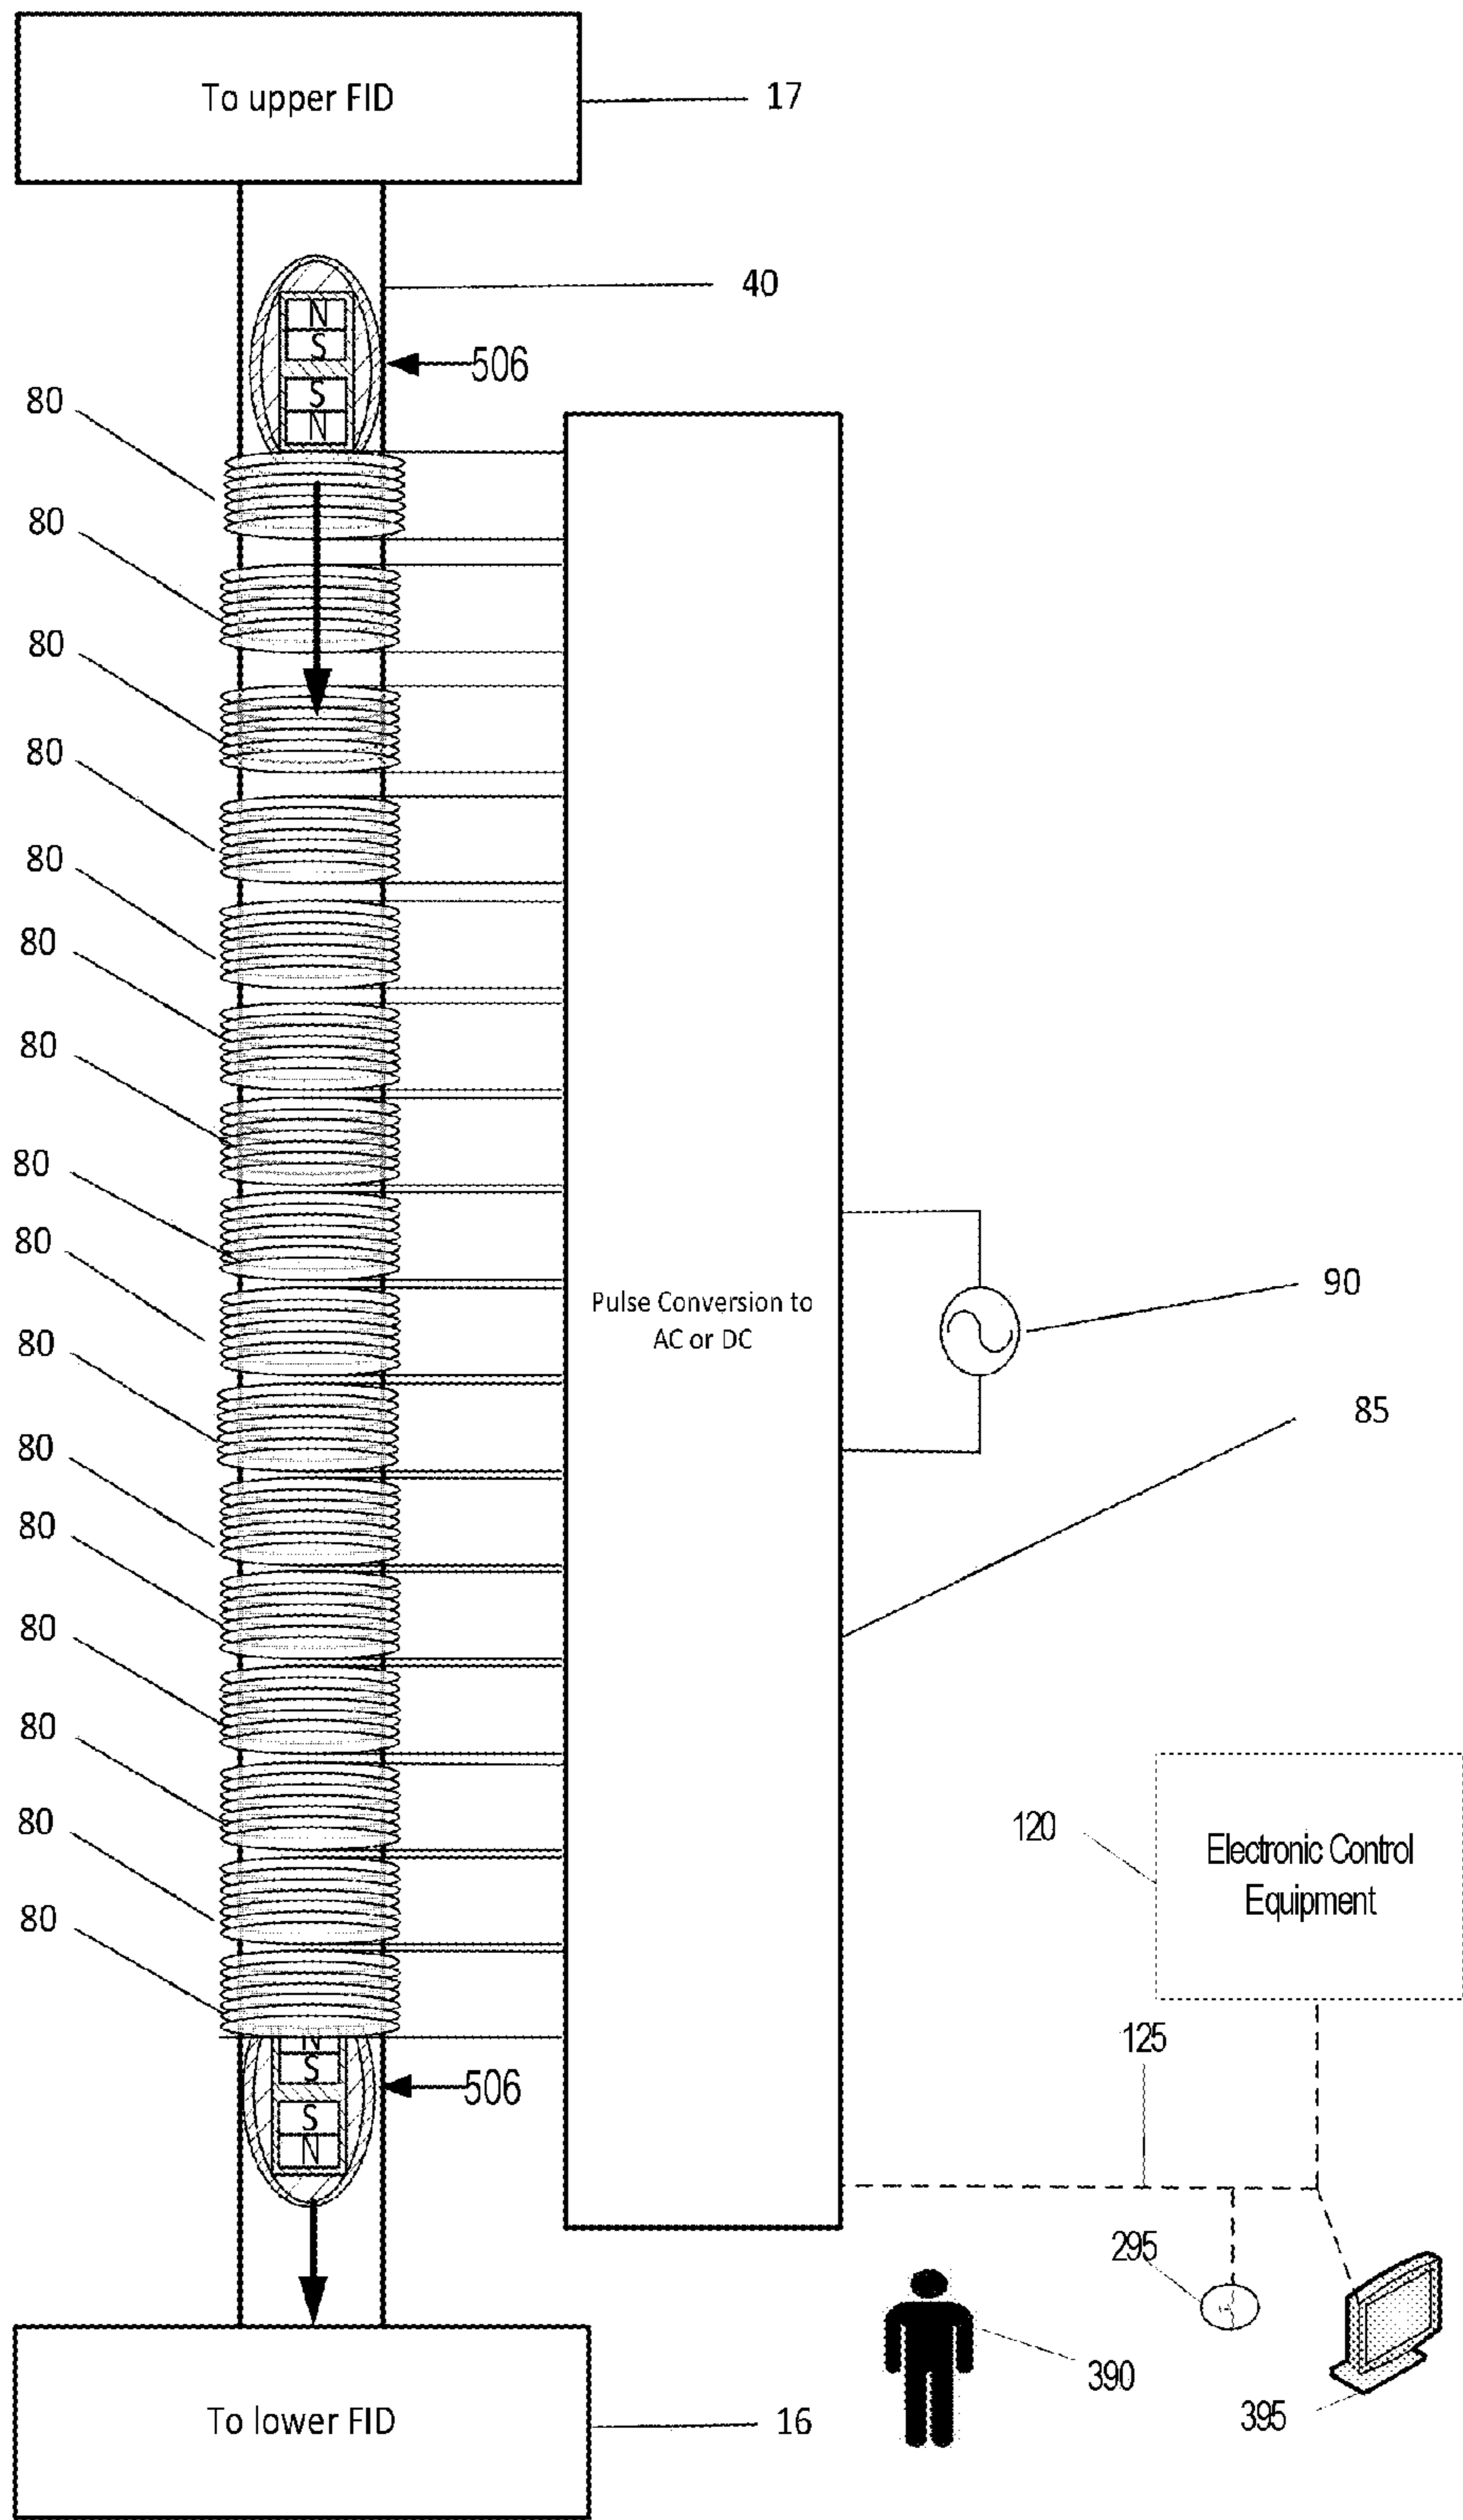 To upper FID
17
40
N
S
506
S
N
80
80
80
80
80
80
80
80
80
Pulse Conversion to
AC or DC
90
80
85
80
80
80
80
120
Electronic Control
Equipment
80
80
125
N
S
506
S
N
295
390
395
To lower FID
16